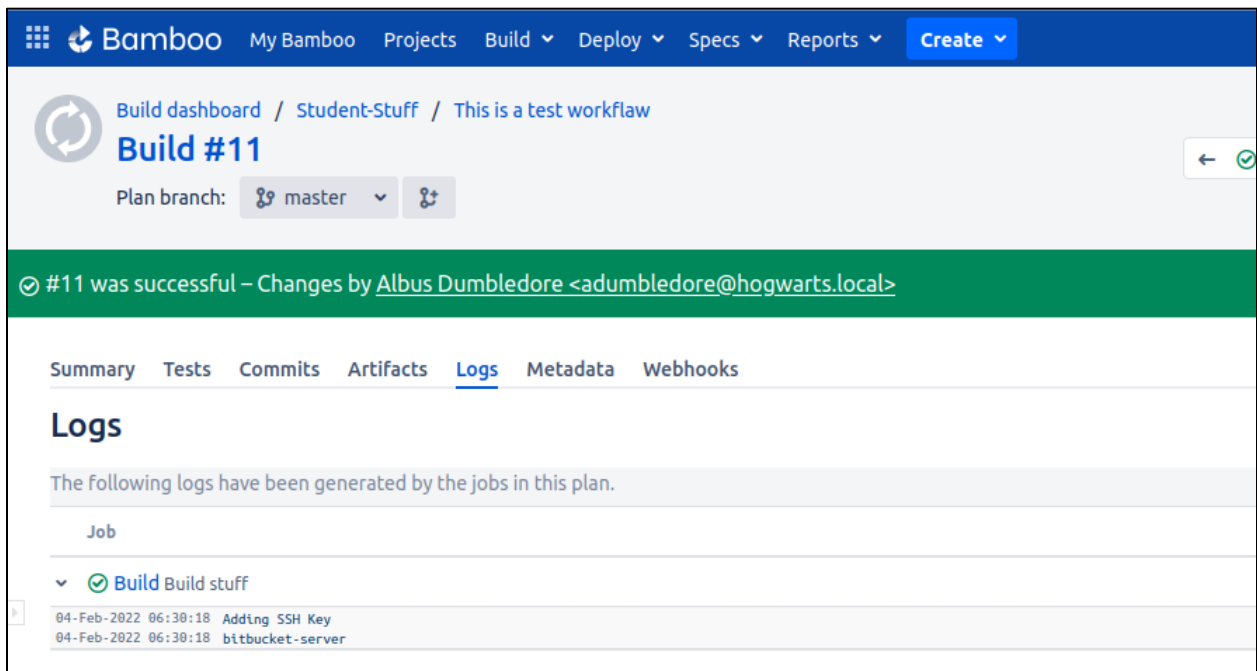 Bamboo My Bamboo Projects Build Deploy Specs Reports Create
Build dashboard / Student-Stuff / This is a test workflaw
Build #11
Plan branch: master
#11 was successful – Changes by Albus Dumbledore <adumbledore@hogwarts.local>
Summary Tests Commits Artifacts Logs Metadata Webhooks
Logs
The following logs have been generated by the jobs in this plan.
Job
Build Build stuff
04-Feb-2022 06:30:18 Adding SSH Key
04-Feb-2022 06:30:18 bitbucket-server